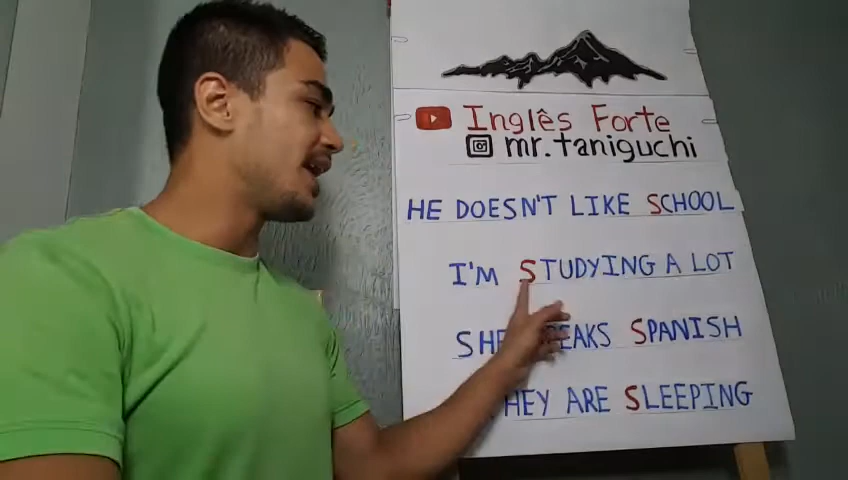 Inglês Forte
mr.taniguchi
HE DOESN'T LIKE SCHOOL
I'M STUDYING A LOT
SPANISH
ARE SLEEPING